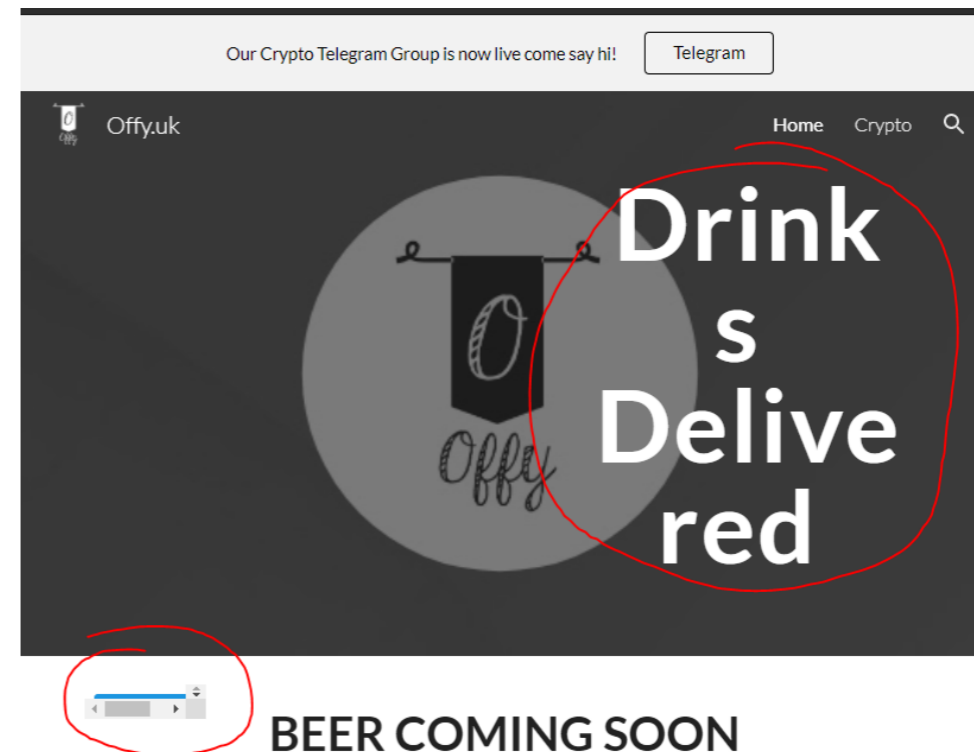 Our Crypto Telegram Group is now live come say hi!
Telegram
Offy
Offy.uk
Home
Crypto
O
Offy
Drink
s
Delive
red
BEER COMING SOON